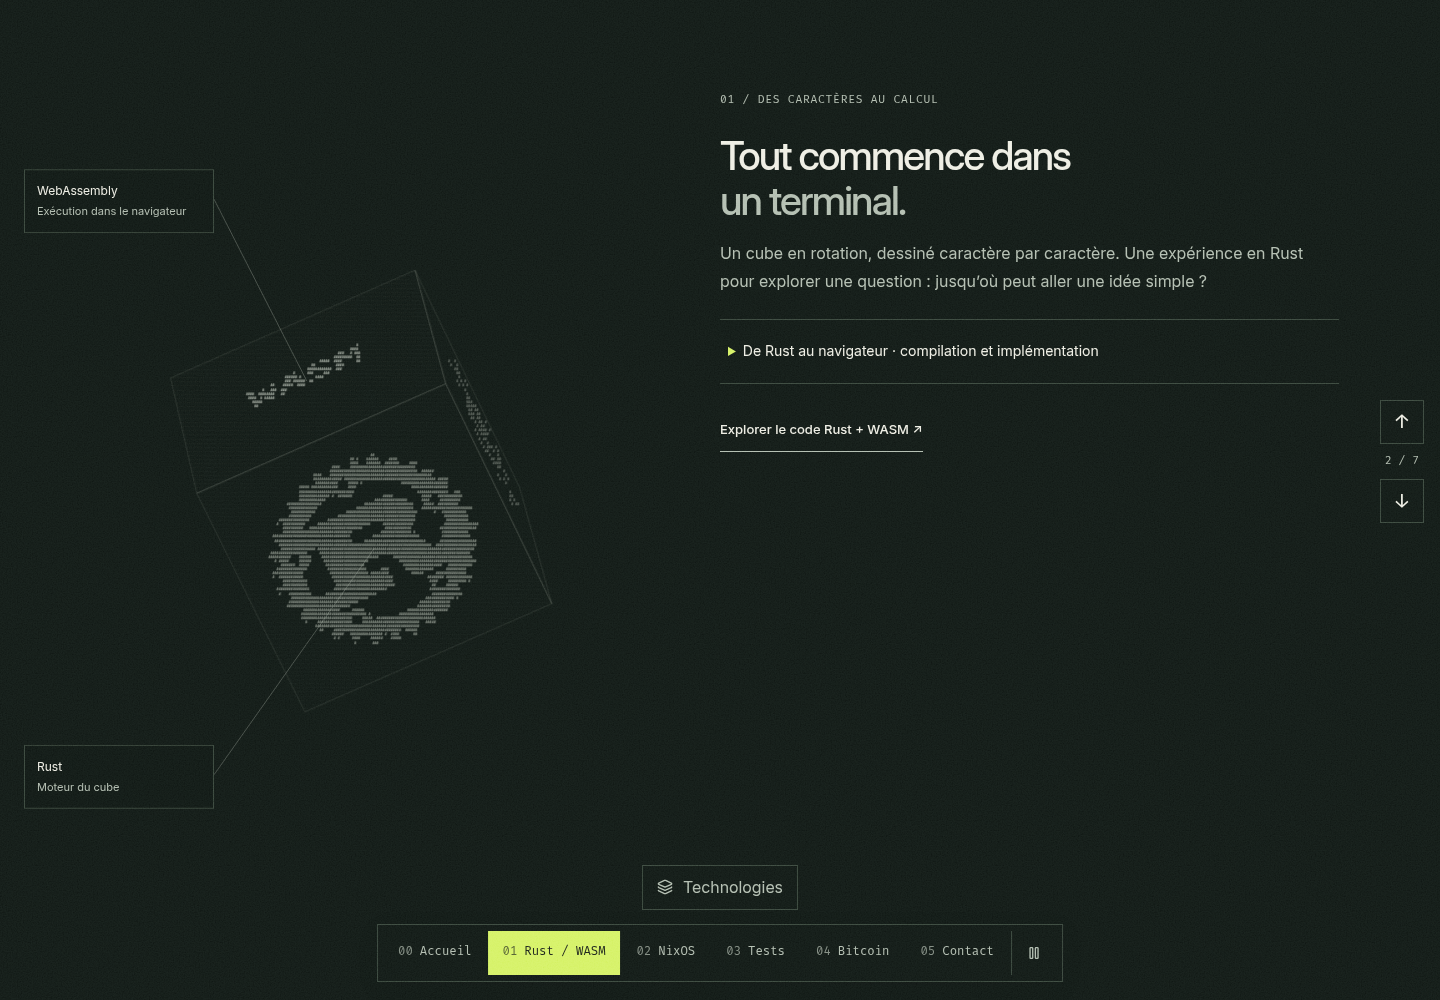 01 / DES CARACTÈRES AU CALCUL
Tout commence dans
un terminal.
Un cube en rotation, dessiné caractère par caractère. Une expérience en Rust
pour explorer une question : jusqu’où peut aller une idée simple ?
De Rust au navigateur · compilation et implémentation
Explorer le code Rust + WASM ↗
WebAssembly
Exécution dans le navigateur
Rust
Moteur du cube
2 / 7
Technologies
00 Accueil 01 Rust / WASM 02 NixOS 03 Tests 04 Bitcoin 05 Contact